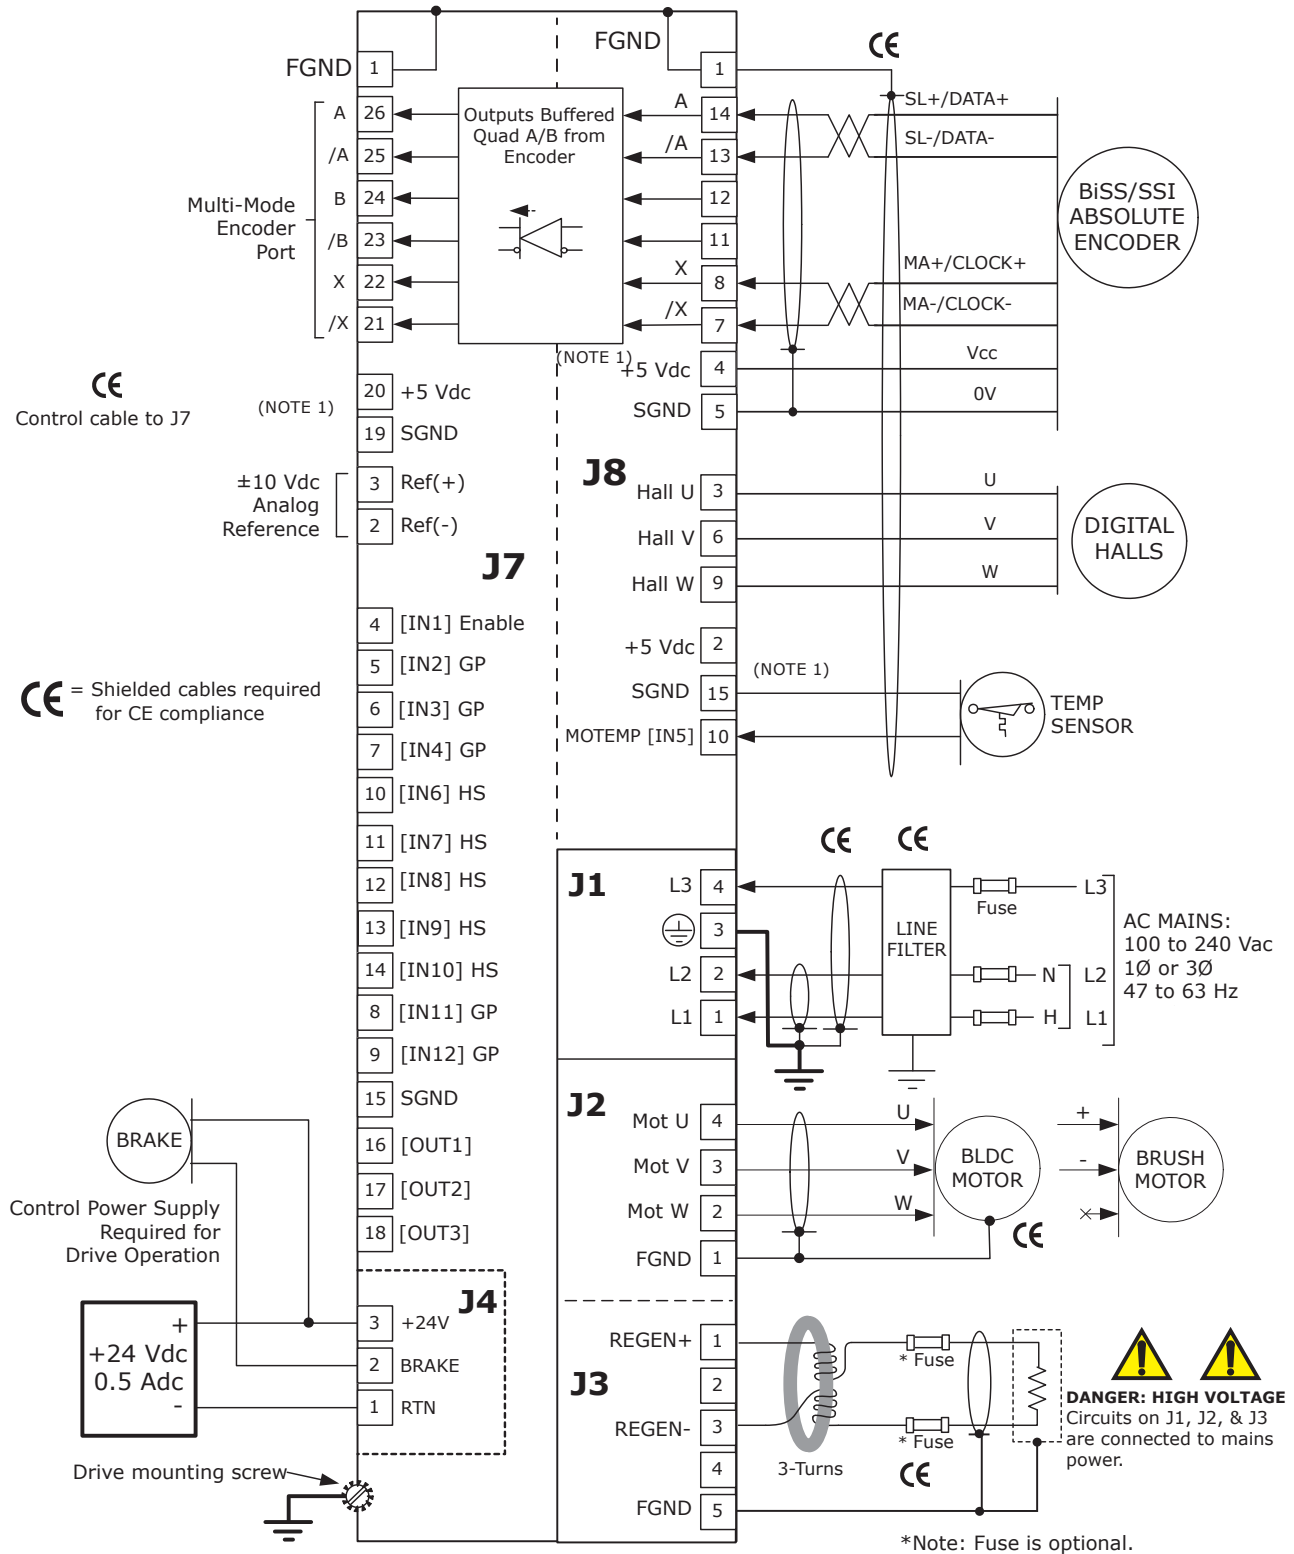 FGND
FGND
CE
1
1
A
26
Outputs Buffered
Quad A/B from
Encoder
A
14
SL+/DATA+
/A
25
/A
13
SL-/DATA-
B
24
12
/B
23
11
Multi-Mode
Encoder
Port
BiSS/SSI
ABSOLUTE
ENCODER
X
22
X
8
MA+/CLOCK+
/X
21
/X
7
MA-/CLOCK-
(NOTE 1)
+5 Vdc
4
Vcc
CE
Control cable to J7
(NOTE 1)
20
+5 Vdc
SGND
5
0V
19
SGND
J8
±10 Vdc
Analog
Reference
3
Ref(+)
2
Ref(-)
Hall U
3
U
Hall V
6
V
DIGITAL
HALLS
J7
Hall W
9
W
4
[IN1] Enable
+5 Vdc
2
5
[IN2] GP
(NOTE 1)
CE = Shielded cables required
for CE compliance
SGND
15
6
[IN3] GP
TEMP
SENSOR
7
[IN4] GP
MOTEMP [IN5]
10
10
[IN6] HS
11
[IN7] HS
CE
CE
12
[IN8] HS
J1
L3
4
Fuse
L3
13
[IN9] HS
3
LINE
FILTER
AC MAINS:
100 to 240 Vac
1Ø or 3Ø
47 to 63 Hz
14
[IN10] HS
L2
2
N
L2
8
[IN11] GP
L1
1
H
L1
9
[IN12] GP
15
SGND
J2
Mot U
4
U
+
BRAKE
16
[OUT1]
Mot V
3
V
BLDC
MOTOR
-
BRUSH
MOTOR
17
[OUT2]
Mot W
2
W
Control Power Supply
Required for
Drive Operation
18
[OUT3]
FGND
1
CE
J4
+
+24 Vdc
0.5 Adc
-
3
+24V
2
BRAKE
1
RTN
J3
REGEN+
1
* Fuse
2
REGEN-
3
* Fuse
3-Turns
CE
4
FGND
5
DANGER: HIGH VOLTAGE
Circuits on J1, J2, & J3
are connected to mains
power.
Drive mounting screw
*Note: Fuse is optional.